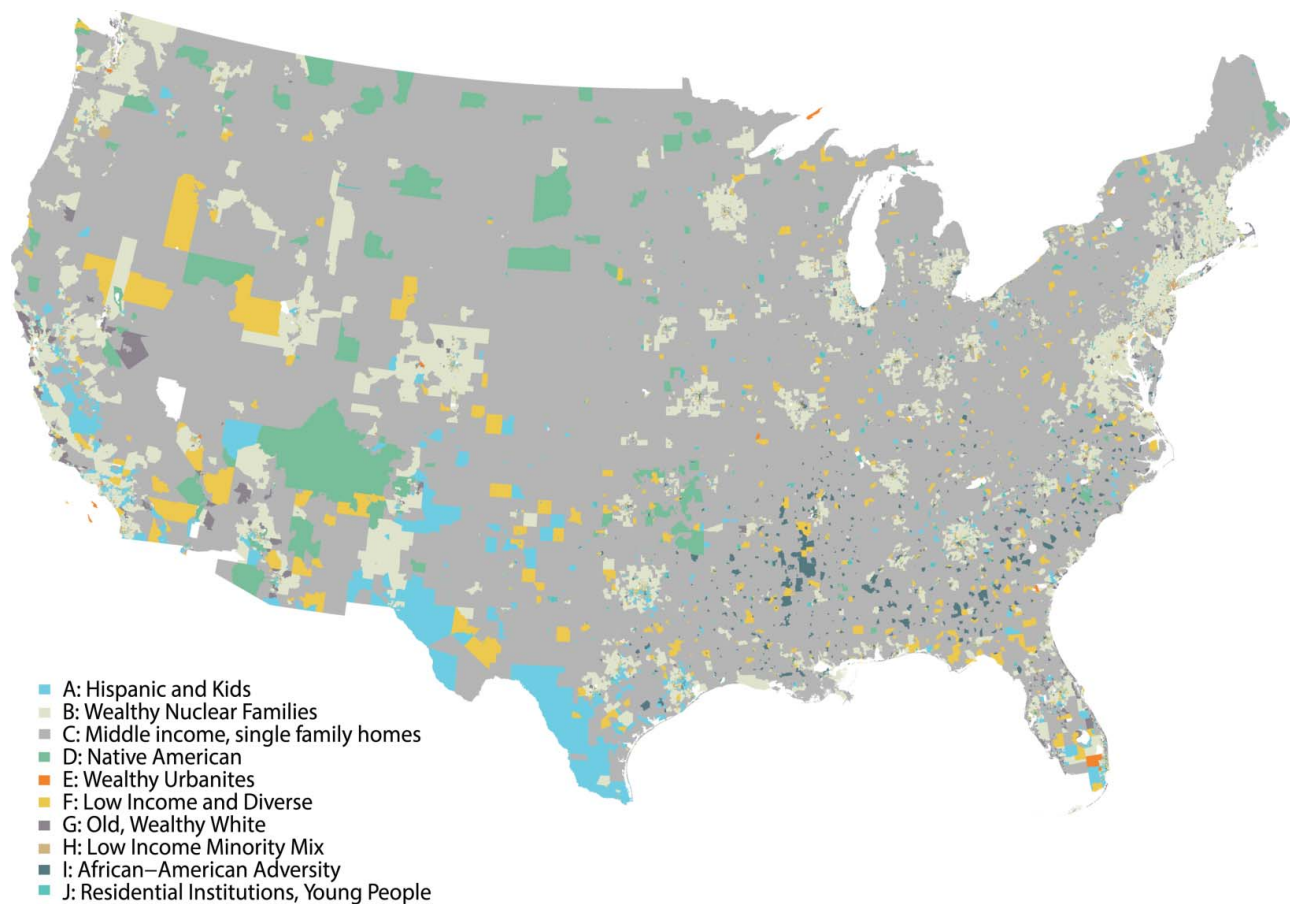 A: Hispanic and Kids
B: Wealthy Nuclear Families
C: Middle income, single family homes
D: Native American
E: Wealthy Urbanites
F: Low Income and Diverse
G: Old, Wealthy White
H: Low Income Minority Mix
I: African−American Adversity
J: Residential Institutions, Young People